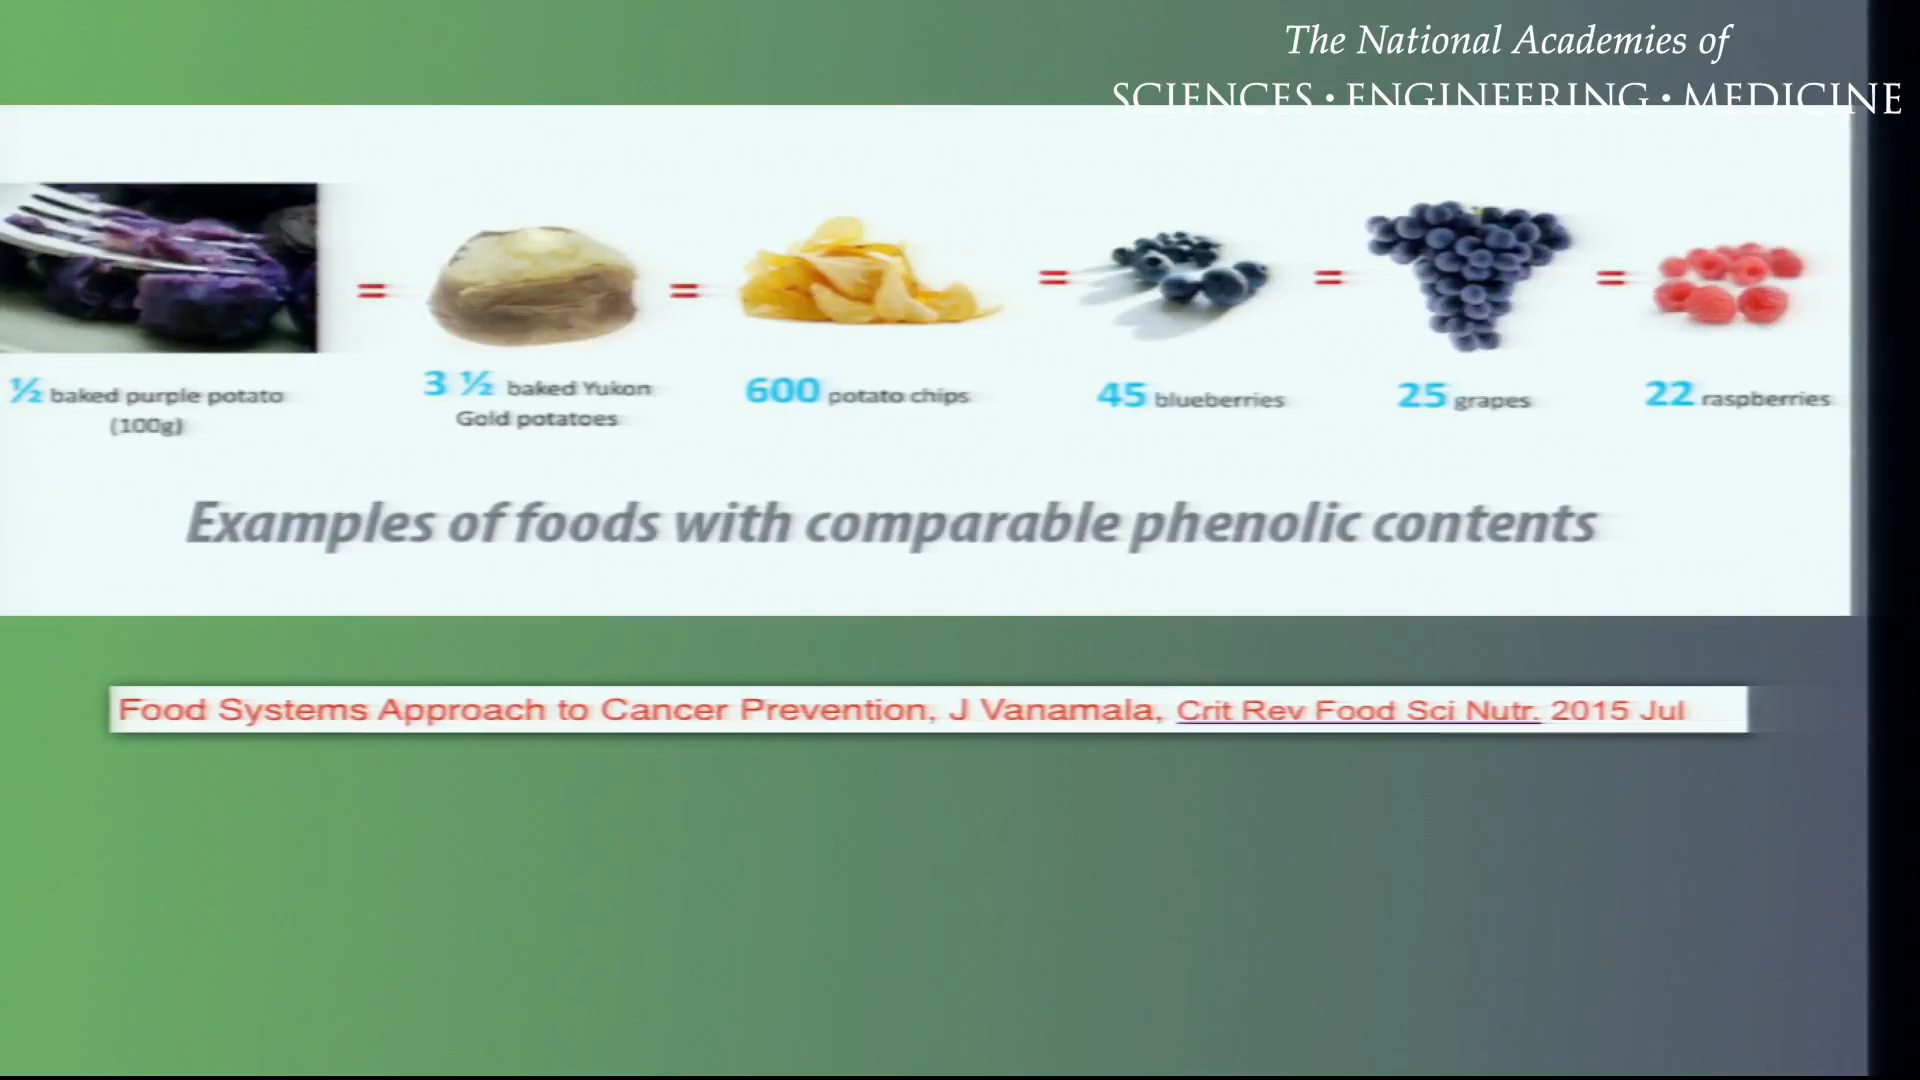 The National Academies of
SCIENCES • ENGINEERING • MEDICINE
½ baked purple potato
(100g)
3 ½ baked Yukon
Gold potatoes
600 potato chips
45 blueberries
25 grapes
22 raspberries
= = = = =
Examples of foods with comparable phenolic contents
Food Systems Approach to Cancer Prevention, J Vanamala, Crit Rev Food Sci Nutr. 2015 Jul